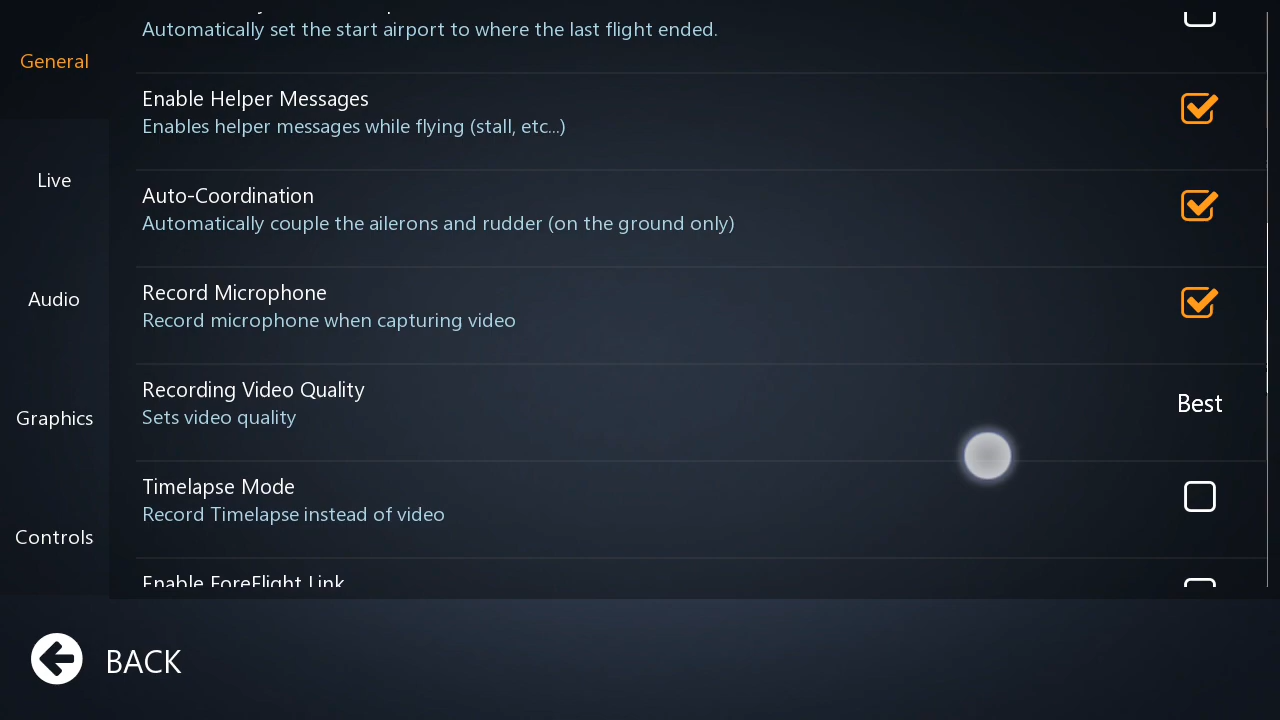 Automatically set the start airport to where the last flight ended.
General
Enable Helper Messages
Enables helper messages while flying (stall, etc...)
Live
Auto-Coordination
Automatically couple the ailerons and rudder (on the ground only)
Audio
Record Microphone
Record microphone when capturing video
Graphics
Recording Video Quality
Sets video quality
Best
Timelapse Mode
Record Timelapse instead of video
Controls
Enable ForeFlight Link
BACK